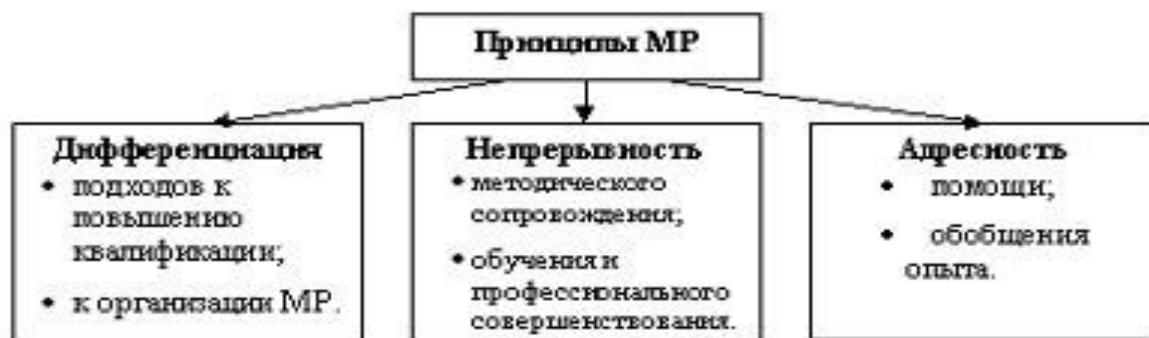 Принципы МР
Дифференциация
• подходов к
повышению
квалификации;
• к организации МР.
Непрерывность
• методического
сопровождения;
• обучения и
профессионального
совершенствования.
Адресность
• помощи;
• обобщения
опыта.